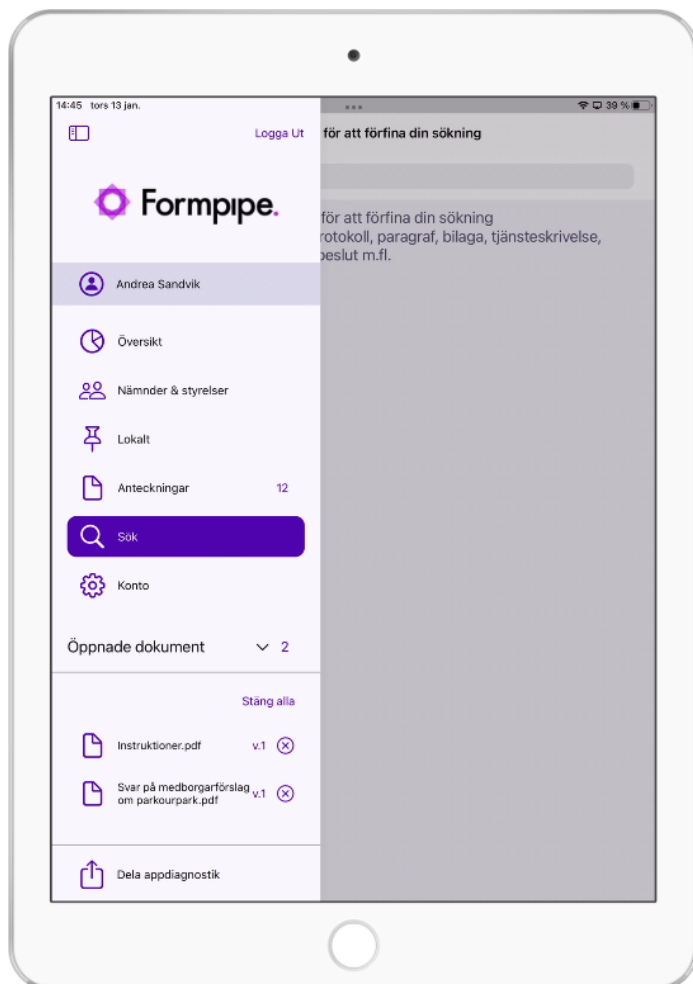 14:45 tors 13 jan.
39 %
Logga Ut
för att förfina din sökning
Formpipe.
för att förfina din sökning
rotokoll, paragraf, bilaga, tjänsteskrivelse,
beslut m.fl.
Andrea Sandvik
Översikt
Nämnder & styrelser
Lokalt
Anteckningar 12
Sök
Konto
Öppnade dokument 2
Stäng alla
Instruktioner.pdf v.1
Svar på medborgarförslag
om parkourpark.pdf v.1
Dela appdiagnostik